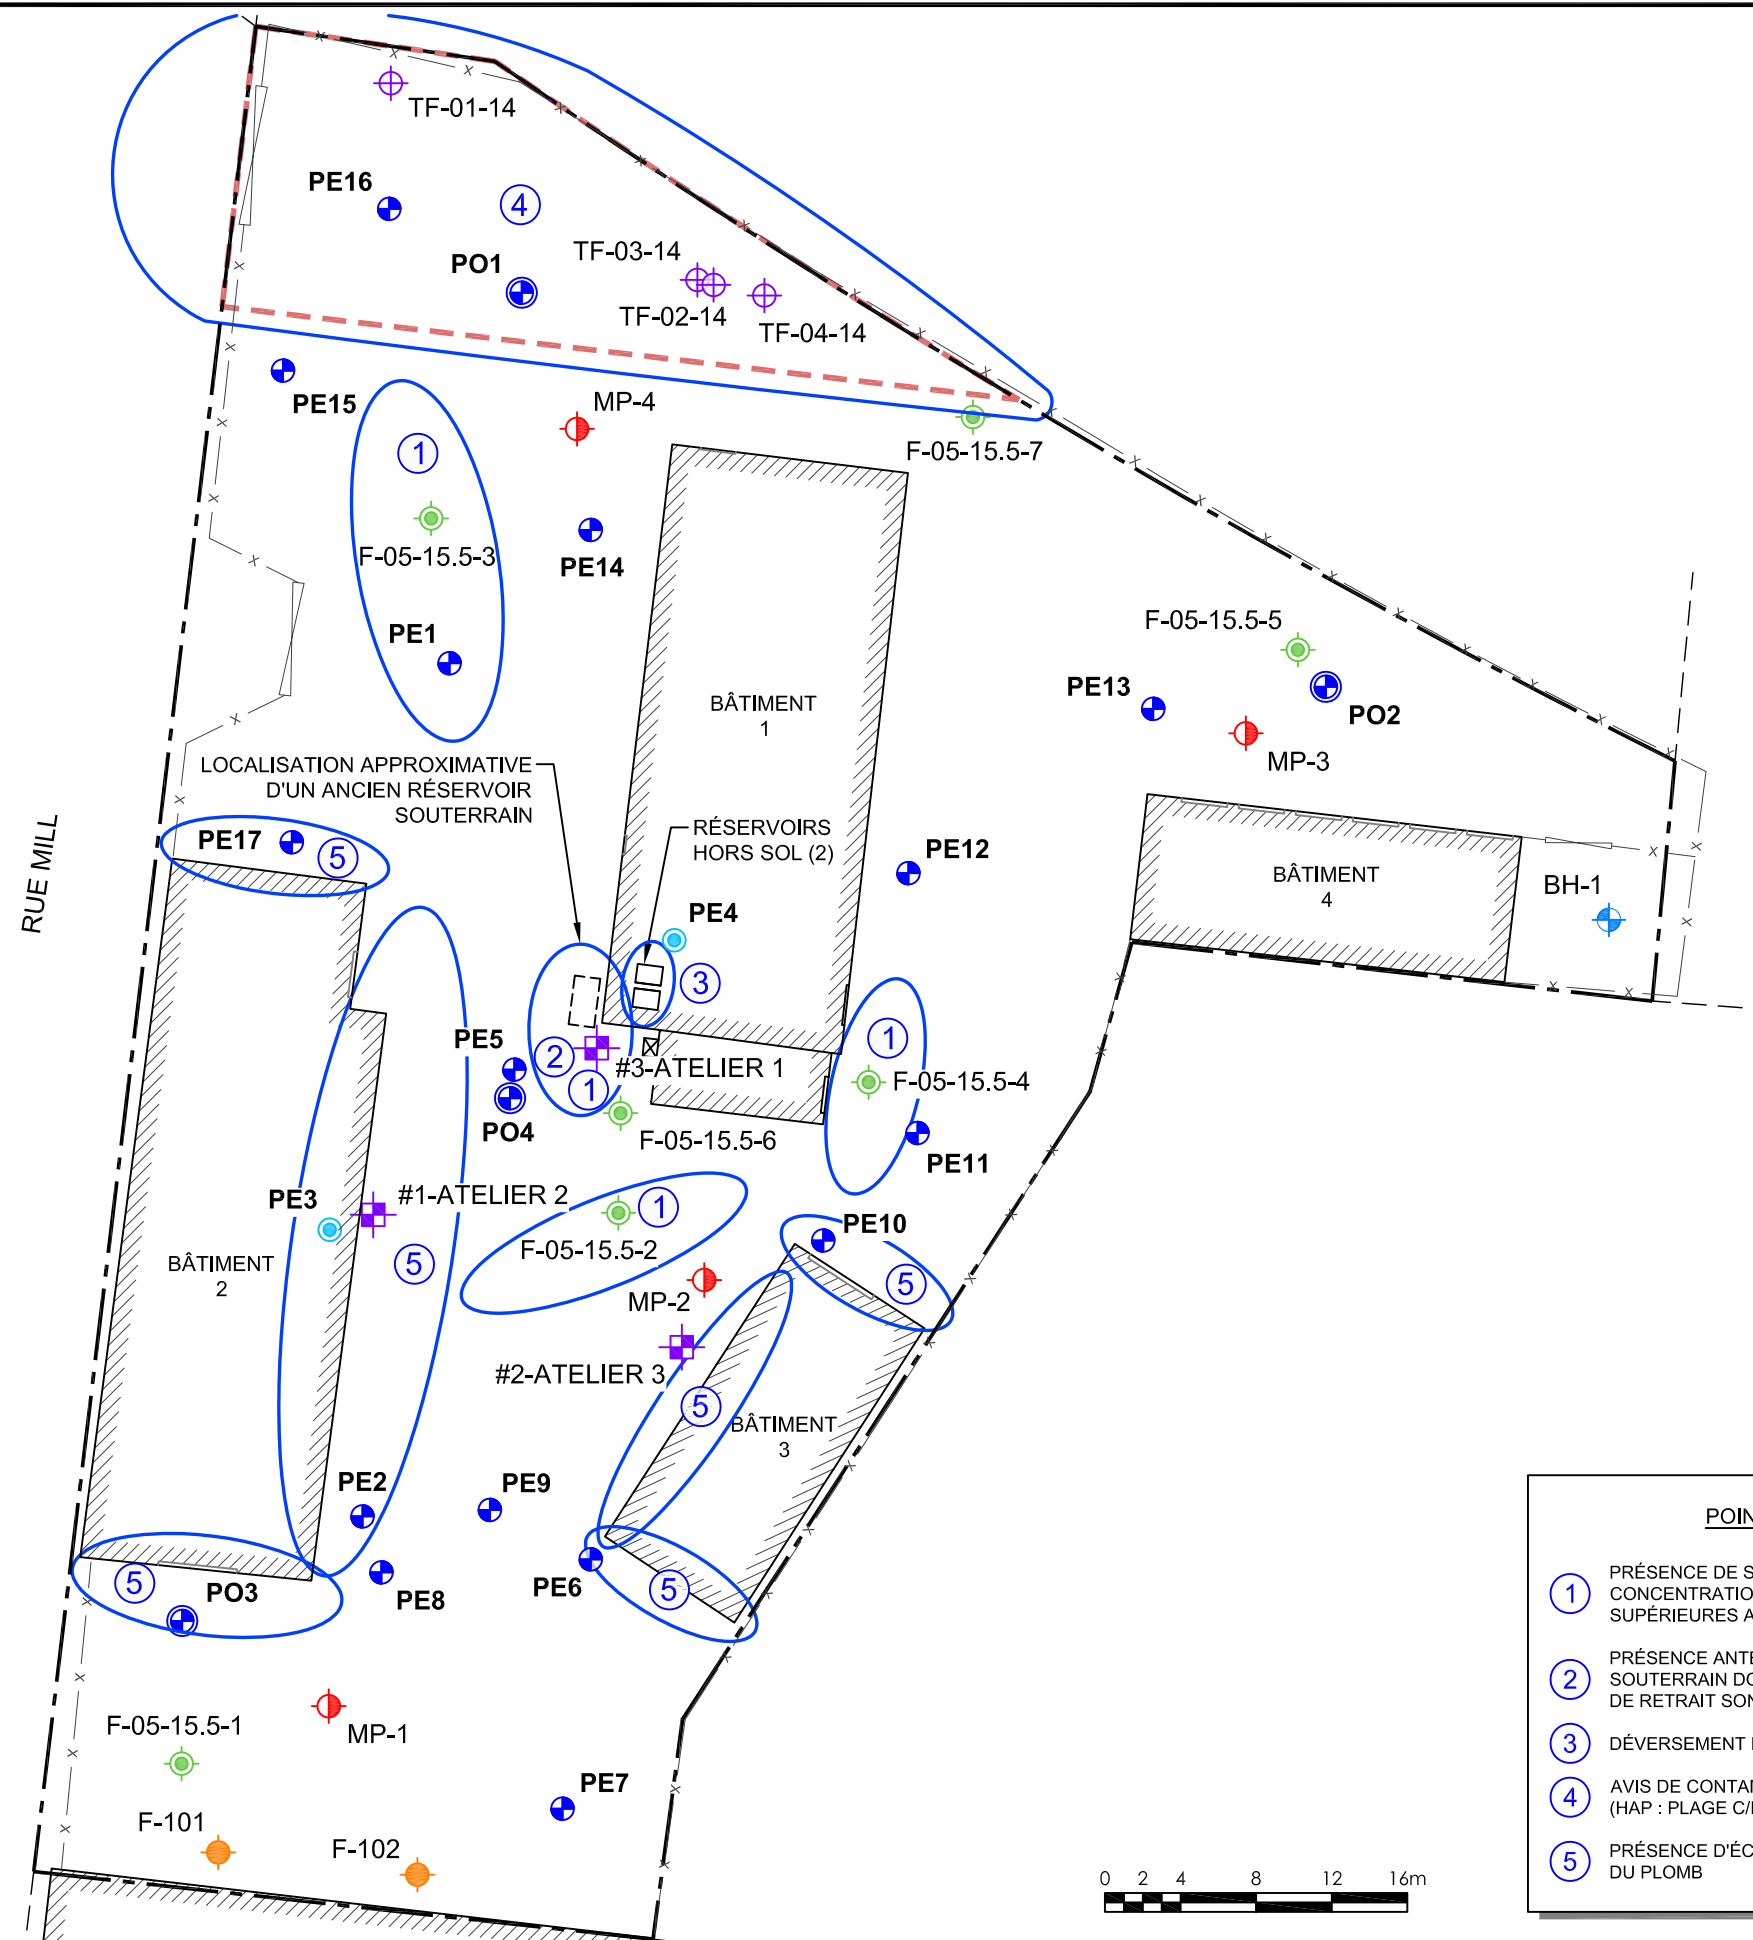 TF-01-14
PE16
4
TF-03-14
PO1
TF-02-14
TF-04-14
PE15
MP-4
1
F-05-15.5-7
F-05-15.5-3
PE14
F-05-15.5-5
PE1
PE13
PO2
BÂTIMENT
1
MP-3
LOCALISATION APPROXIMATIVE
D'UN ANCIEN RÉSERVOIR
SOUTERRAIN
RÉSERVOIRS
HORS SOL (2)
RUE MILL
PE17
5
PE12
BÂTIMENT
4
BH-1
PE4
3
PE5
2
1
#3-ATELIER 1
1
F-05-15.5-4
PO4
F-05-15.5-6
PE11
PE3
#1-ATELIER 2
1
F-05-15.5-2
PE10
BÂTIMENT
2
5
5
MP-2
#2-ATELIER 3
5
BÂTIMENT
3
PE2
PE9
5
PO3
PE8
PE6
5
F-05-15.5-1
MP-1
PE7
F-101
F-102
0 2 4 8 12 16m
POIN
1 PRÉSENCE DE S
CONCENTRATIO
SUPÉRIEURES A
2 PRÉSENCE ANTÉ
SOUTERRAIN DO
DE RETRAIT SON
3 DÉVERSEMENT
4 AVIS DE CONTA
(HAP : PLAGE C/
5 PRÉSENCE D'ÉC
DU PLOMB